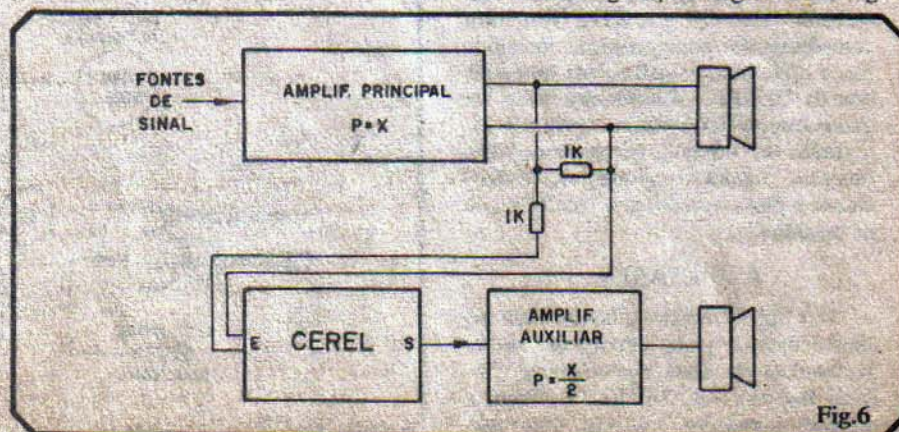 FONTES
DE
SINAL
AMPLIF. PRINCIPAL
P=X
1K
1K
E CEREL S
AMPLIF.
AUXILIAR
P=X/2
Fig.6